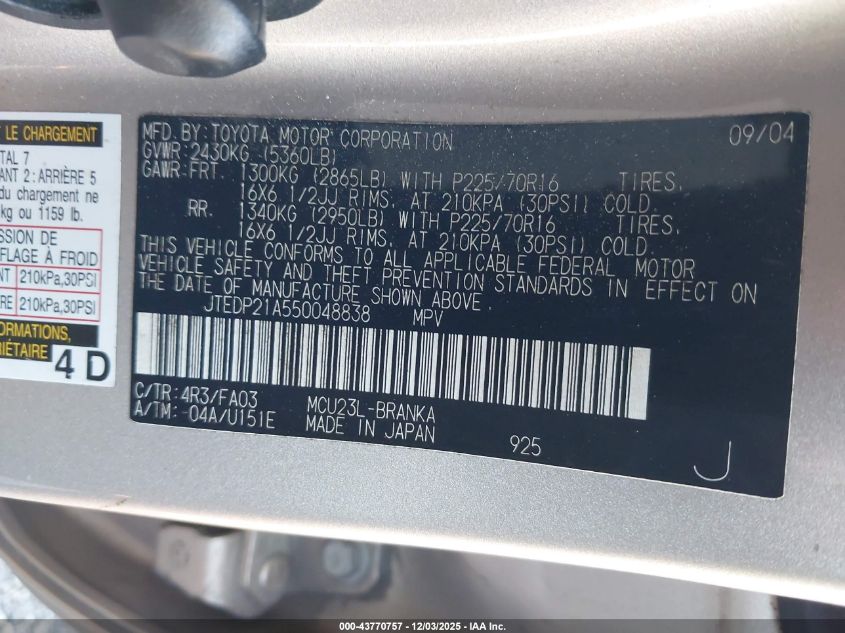 LE CHARGEMENT
TAL 7
ANT 2: ARRIÈRE 5
du chargement ne
kg ou 1159 lb.
SSION DE
FLAGE À FROID
NT 210kPa,30PSI
RE 210kPa,30PSI
FORMATIONS,
RIÉTAIRE
4 D
MFD. BY: TOYOTA MOTOR CORPORATION 09/04
GVWR: 2430KG (5360LB)
GAWR: FRT. 1300KG (2865LB) WITH P225/70R16 TIRES,
16X6 1/2JJ RIMS, AT 210KPA (30PSI) COLD.
RR. 1340KG (2950LB) WITH P225/70R16 TIRES,
16X6 1/2JJ RIMS, AT 210KPA (30PSI) COLD.
THIS VEHICLE CONFORMS TO ALL APPLICABLE FEDERAL MOTOR
VEHICLE SAFETY AND THEFT PREVENTION STANDARDS IN EFFECT ON
THE DATE OF MANUFACTURE SHOWN ABOVE.
JTEDP21A550048838 MPV
C/TR: 4R3/FA03 MCU23L-BRANKA
A/TM: -04A/U151E MADE IN JAPAN 925
J
000-43770757 - 12/03/2025 - IAA Inc.